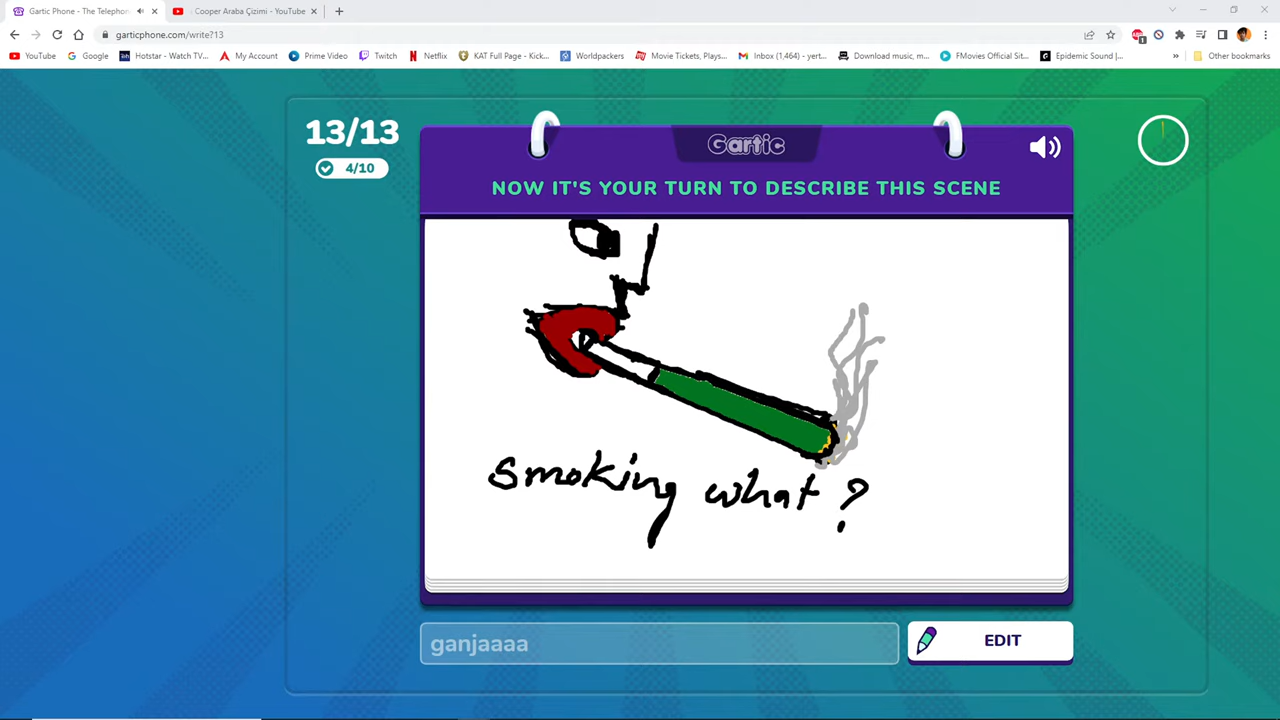 Gartic Phone - The Telephon
Cooper Araba Çizimi - YouTube
garticphone.com/write?13
1
YouTube
Google
Hotstar - Watch TV...
My Account
Prime Video
Twitch
Netflix
KAT Full Page - Kick...
Worldpackers
Movie Tickets, Plays...
Inbox (1,464) - yert...
Download music, m...
FMovies Official Sit...
Epidemic Sound |...
»
Other bookmarks
13/13
4/10
Gartic
NOW IT'S YOUR TURN TO DESCRIBE THIS SCENE
smoking what?
ganjaaaa
EDIT